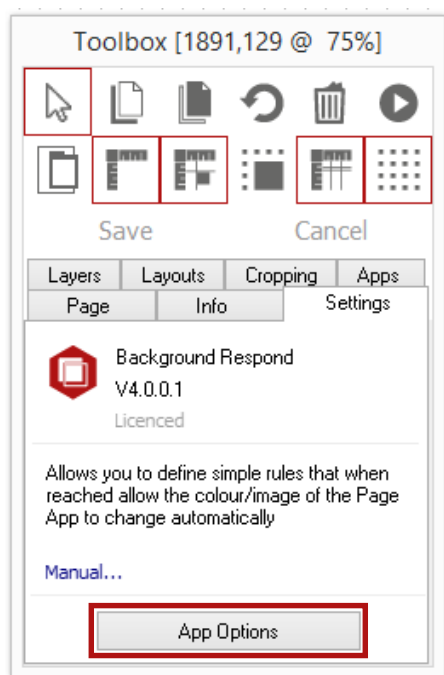 Toolbox [1891,129 @ 75%]
Save Cancel
Layers Layouts Cropping Apps
Page Info Settings
Background Respond
V4.0.0.1
Licenced
Allows you to define simple rules that when
reached allow the colour/image of the Page
App to change automatically
Manual...
App Options